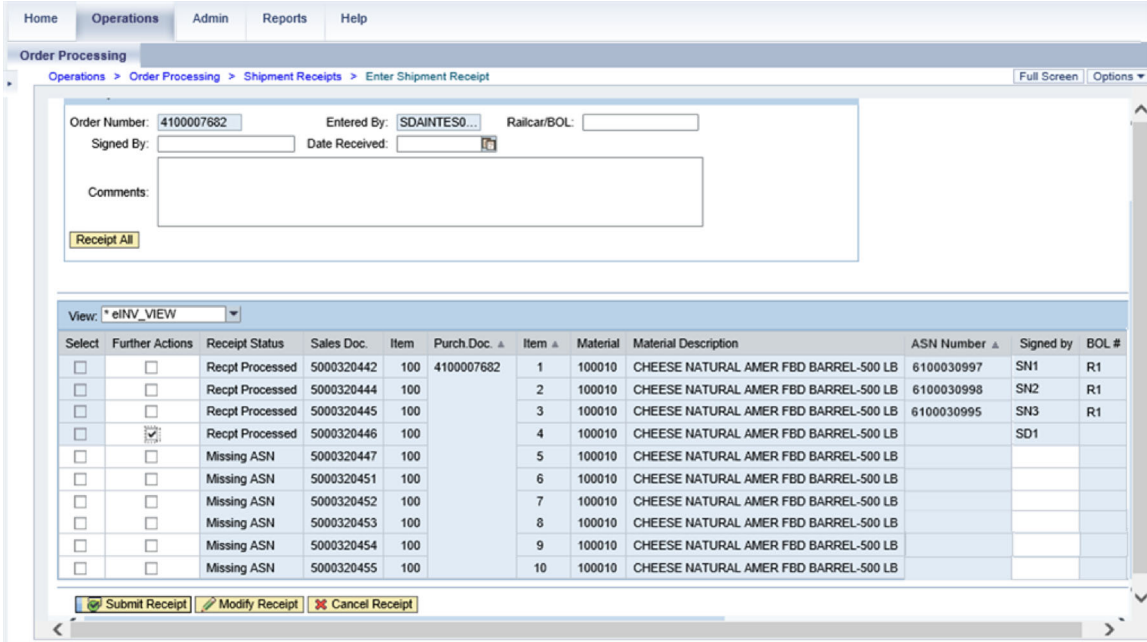 Home Operations Admin Reports Help
Order Processing
Operations > Order Processing > Shipment Receipts > Enter Shipment Receipt Full Screen Options
Order Number: 4100007682 Entered By: SDAINTES0... Railcar/BOL:
Signed By: Date Received:
Comments:
Receipt All
View: * eINV_VIEW
Select Further Actions Receipt Status Sales Doc. Item Purch.Doc. Item Material Material Description ASN Number Signed by BOL #
Recpt Processed 5000320442 100 4100007682 1 100010 CHEESE NATURAL AMER FBD BARREL-500 LB 6100030997 SN1 R1
Recpt Processed 5000320444 100 2 100010 CHEESE NATURAL AMER FBD BARREL-500 LB 6100030998 SN2 R1
Recpt Processed 5000320445 100 3 100010 CHEESE NATURAL AMER FBD BARREL-500 LB 6100030995 SN3 R1
Recpt Processed 5000320446 100 4 100010 CHEESE NATURAL AMER FBD BARREL-500 LB SD1
Missing ASN 5000320447 100 5 100010 CHEESE NATURAL AMER FBD BARREL-500 LB
Missing ASN 5000320451 100 6 100010 CHEESE NATURAL AMER FBD BARREL-500 LB
Missing ASN 5000320452 100 7 100010 CHEESE NATURAL AMER FBD BARREL-500 LB
Missing ASN 5000320453 100 8 100010 CHEESE NATURAL AMER FBD BARREL-500 LB
Missing ASN 5000320454 100 9 100010 CHEESE NATURAL AMER FBD BARREL-500 LB
Missing ASN 5000320455 100 10 100010 CHEESE NATURAL AMER FBD BARREL-500 LB
Submit Receipt Modify Receipt Cancel Receipt